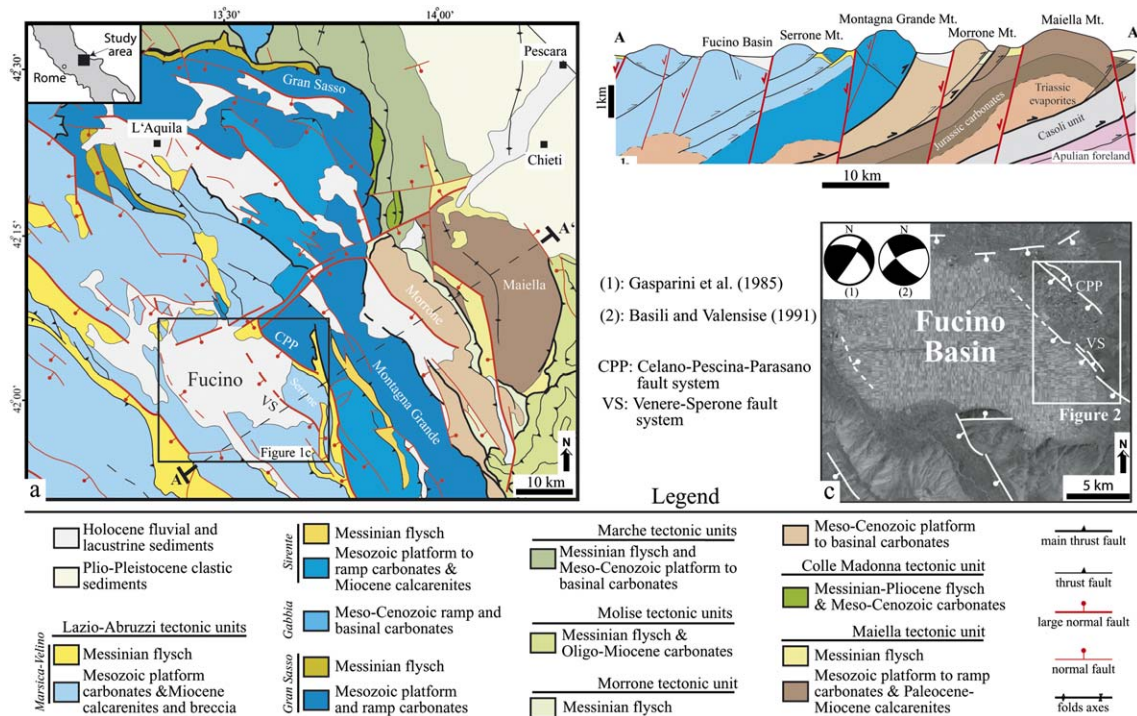 13,30
14,00
42,30
42,15
42,00
Study
area
Rome
Gran Sasso
Pescara
L'Aquila
Chieti
A'
Maiella
Morrone
CPP
Fucino
Serrone
VS
Montagna Grande
Figure 1c
A
N
10 km
a
Montagna Grande Mt.
Maiella Mt.
A
Fucino Basin
Serrone Mt.
Morrone Mt.
A
1km
Triassic
evaporites
Jurassic carbonates
Casoli unit
Apulian foreland
10 km
(1): Gasparini et al. (1985)
(2): Basili and Valensise (1991)
CPP: Celano-Pescina-Parasano
fault system
VS: Venere-Sperone fault
system
N
N
(1)
(2)
CPP
Fucino
Basin
VS
Figure 2
N
5 km
c
Legend
Holocene fluvial and
lacustrine sediments
Plio-Pleistocene clastic
sediments
Lazio-Abruzzi tectonic units
Marsica-Velino
Messinian flysch
Mesozoic platform
carbonates &Miocene
calcarenites and breccia
Sirente
Messinian flysch
Mesozoic platform to
ramp carbonates &
Miocene calcarenites
Gabbia
Meso-Cenozoic ramp and
basinal carbonates
Gran Sasso
Messinian flysch
Mesozoic platform
and ramp carbonates
Marche tectonic units
Messinian flysch and
Meso-Cenozoic platform to
basinal carbonates
Molise tectonic units
Messinian flysch &
Oligo-Miocene carbonates
Morrone tectonic unit
Messinian flysch
Meso-Cenozoic platform
to basinal carbonates
Colle Madonna tectonic unit
Messinian-Pliocene flysch
& Meso-Cenozoic carbonates
Maiella tectonic unit
Messinian flysch
Mesozoic platform to ramp
carbonates & Paleocene-
Miocene calcarenites
main thrust fault
thrust fault
large normal fault
normal fault
folds axes